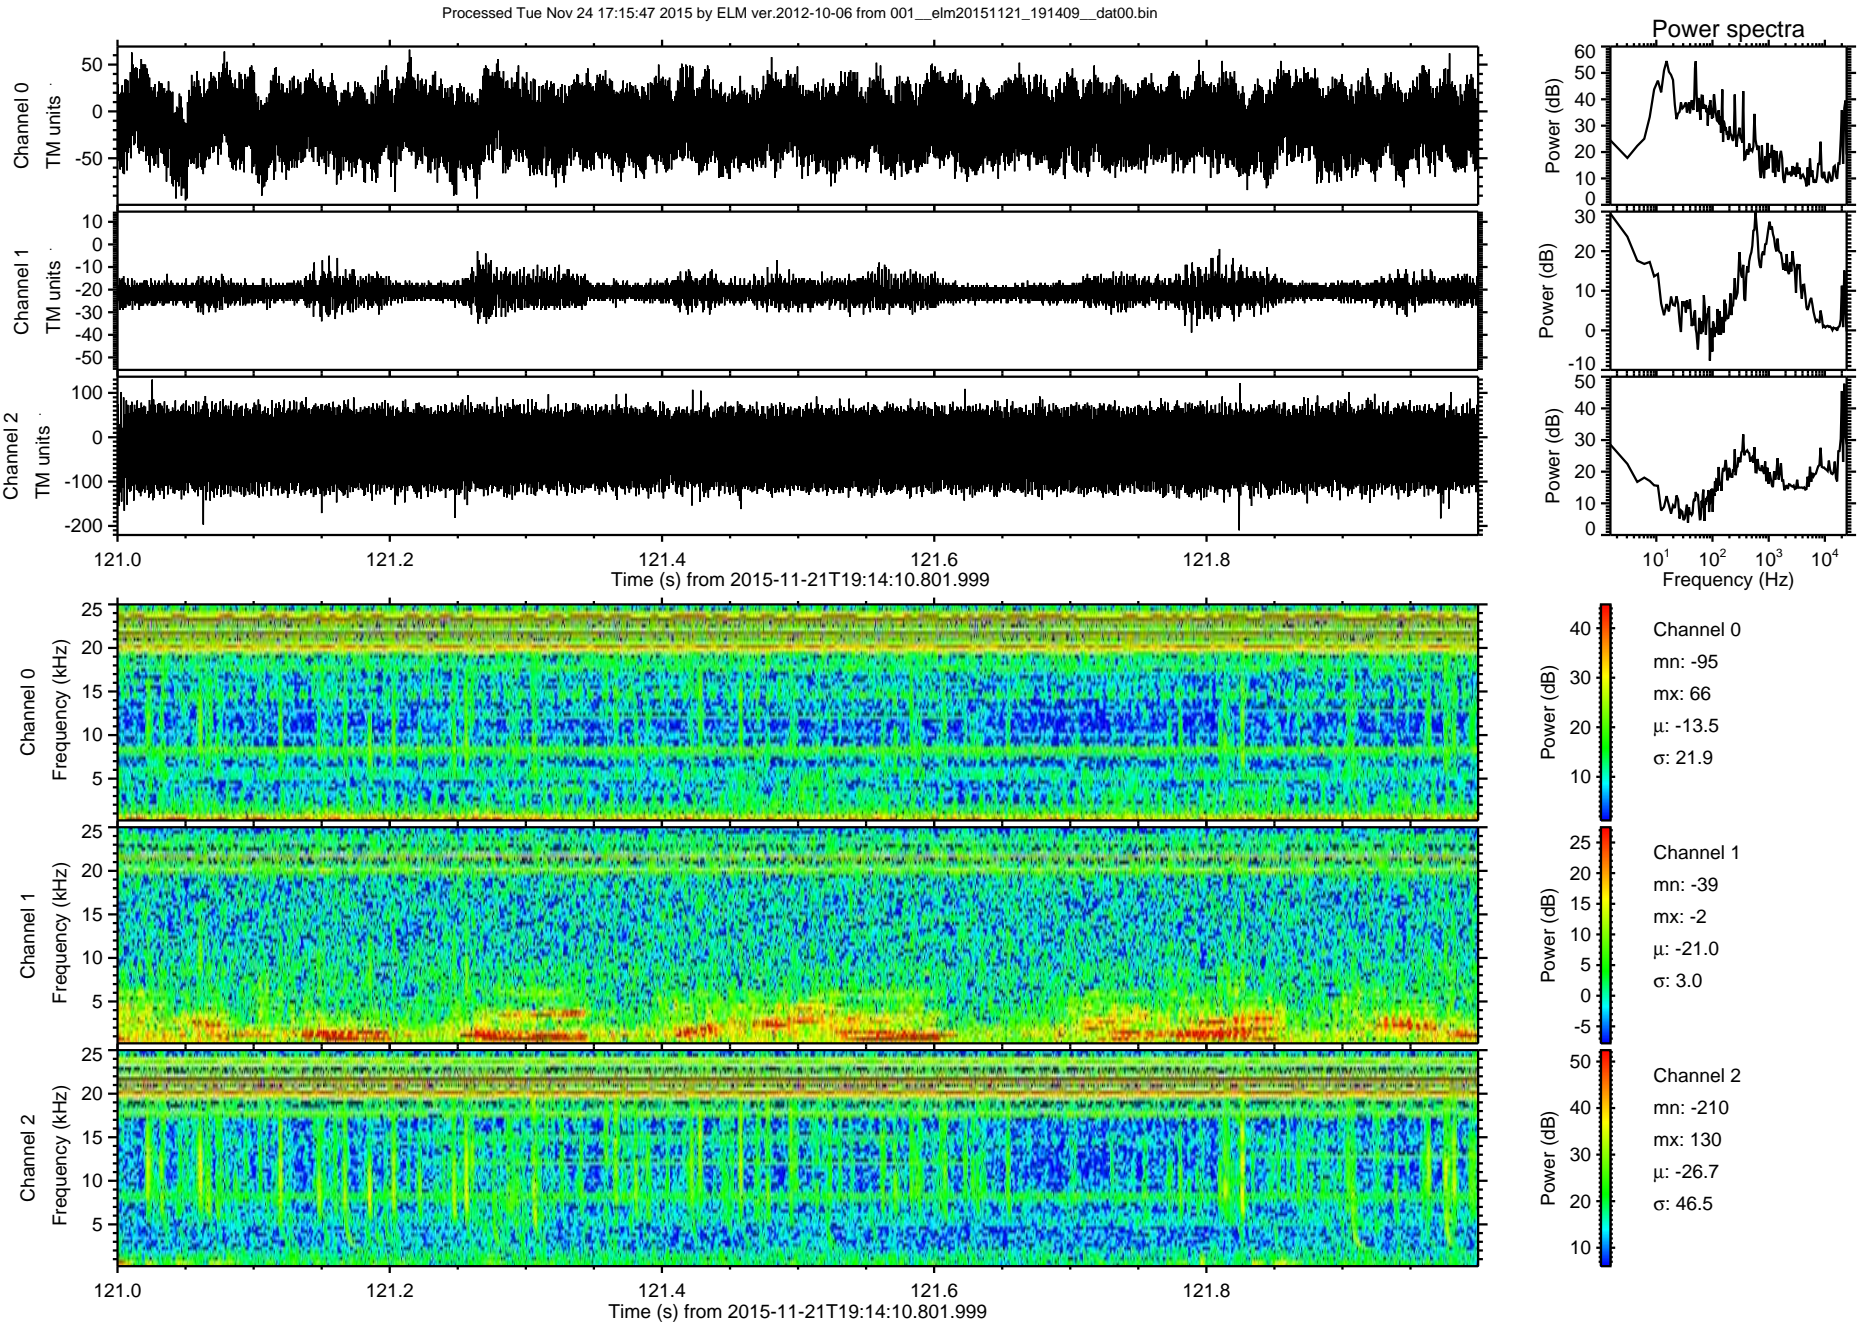 Processed Tue Nov 24 17:15:47 2015 by ELM ver.2012-10-06 from 001__elm20151121_191409__dat00.bin
Power spectra
Channel 0
TM units
50
0
-50
Power (dB)
60
50
40
30
20
10
0
Channel 1
TM units
10
0
-10
-20
-30
-40
-50
Power (dB)
30
20
10
0
-10
Channel 2
TM units
100
0
-100
-200
Power (dB)
50
40
30
20
10
0
121.0 121.2 121.4 121.6 121.8
Time (s) from 2015-11-21T19:14:10.801.999
10^1 10^2 10^3 10^4
Frequency (Hz)
Channel 0
Frequency (kHz)
25
20
15
10
5
Power (dB)
40
30
20
10
Channel 0
mn: -95
mx: 66
µ: -13.5
σ: 21.9
Channel 1
Frequency (kHz)
25
20
15
10
5
Power (dB)
25
20
15
10
5
0
-5
Channel 1
mn: -39
mx: -2
µ: -21.0
σ: 3.0
Channel 2
Frequency (kHz)
25
20
15
10
5
Power (dB)
50
40
30
20
10
Channel 2
mn: -210
mx: 130
µ: -26.7
σ: 46.5
121.0 121.2 121.4 121.6 121.8
Time (s) from 2015-11-21T19:14:10.801.999